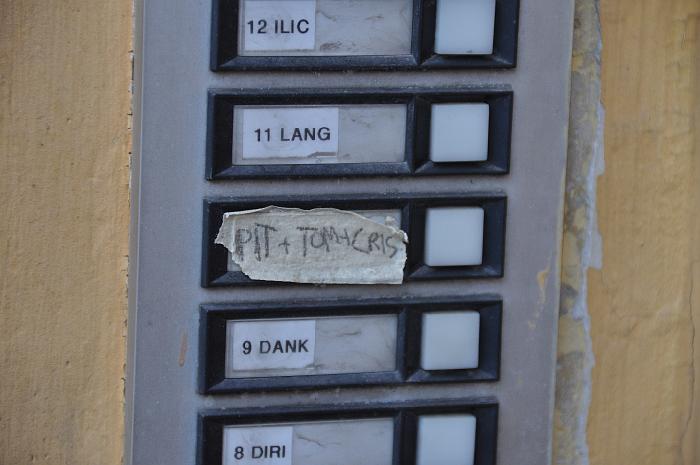 12 ILIC
11 LANG
PIT + TOM+CRIS
9 DANK
8 DIRI